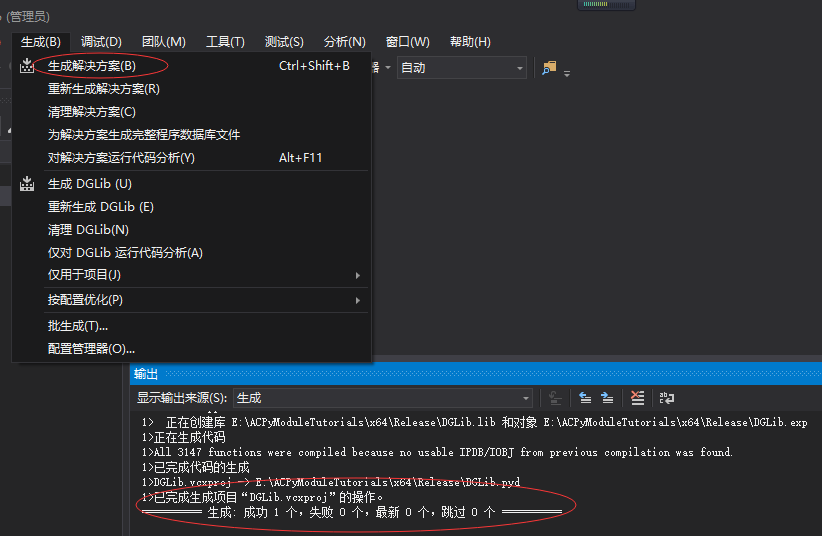 (管理员)
生成(B) 调试(D) 团队(M) 工具(T) 测试(S) 分析(N) 窗口(W) 帮助(H)
生成解决方案(B) Ctrl+Shift+B
器 自动
重新生成解决方案(R)
清理解决方案(C)
为解决方案生成完整程序数据库文件
对解决方案运行代码分析(Y) Alt+F11
生成 DGLib (U)
重新生成 DGLib (E)
清理 DGLib(N)
仅对 DGLib 运行代码分析(A)
仅用于项目(J)
按配置优化(P)
批生成(T)...
配置管理器(O)...
输出
显示输出来源(S): 生成
1>  正在创建库 E:\ACPyModuleTutorials\x64\Release\DGLib.lib 和对象 E:\ACPyModuleTutorials\x64\Release\DGLib.exp
1>正在生成代码
1>All 3147 functions were compiled because no usable IPDB/IOBJ from previous compilation was found.
1>已完成代码的生成
1>DGLib.vcxproj -> E:\ACPyModuleTutorials\x64\Release\DGLib.pyd
1>已完成生成项目“DGLib.vcxproj”的操作。
========== 生成: 成功 1 个，失败 0 个，最新 0 个，跳过 0 个 ==========